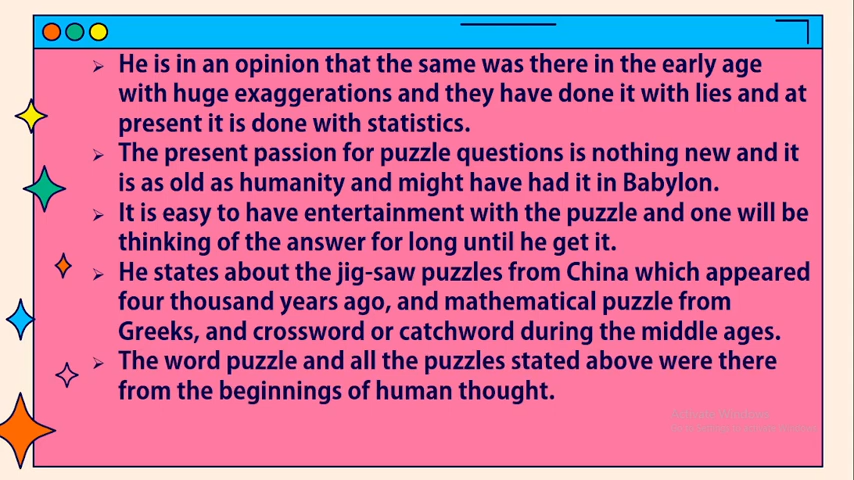 He is in an opinion that the same was there in the early age
with huge exaggerations and they have done it with lies and at
present it is done with statistics.
The present passion for puzzle questions is nothing new and it
is as old as humanity and might have had it in Babylon.
It is easy to have entertainment with the puzzle and one will be
thinking of the answer for long until he get it.
He states about the jig-saw puzzles from China which appeared
four thousand years ago, and mathematical puzzle from
Greeks, and crossword or catchword during the middle ages.
The word puzzle and all the puzzles stated above were there
from the beginnings of human thought.
Activate Windows